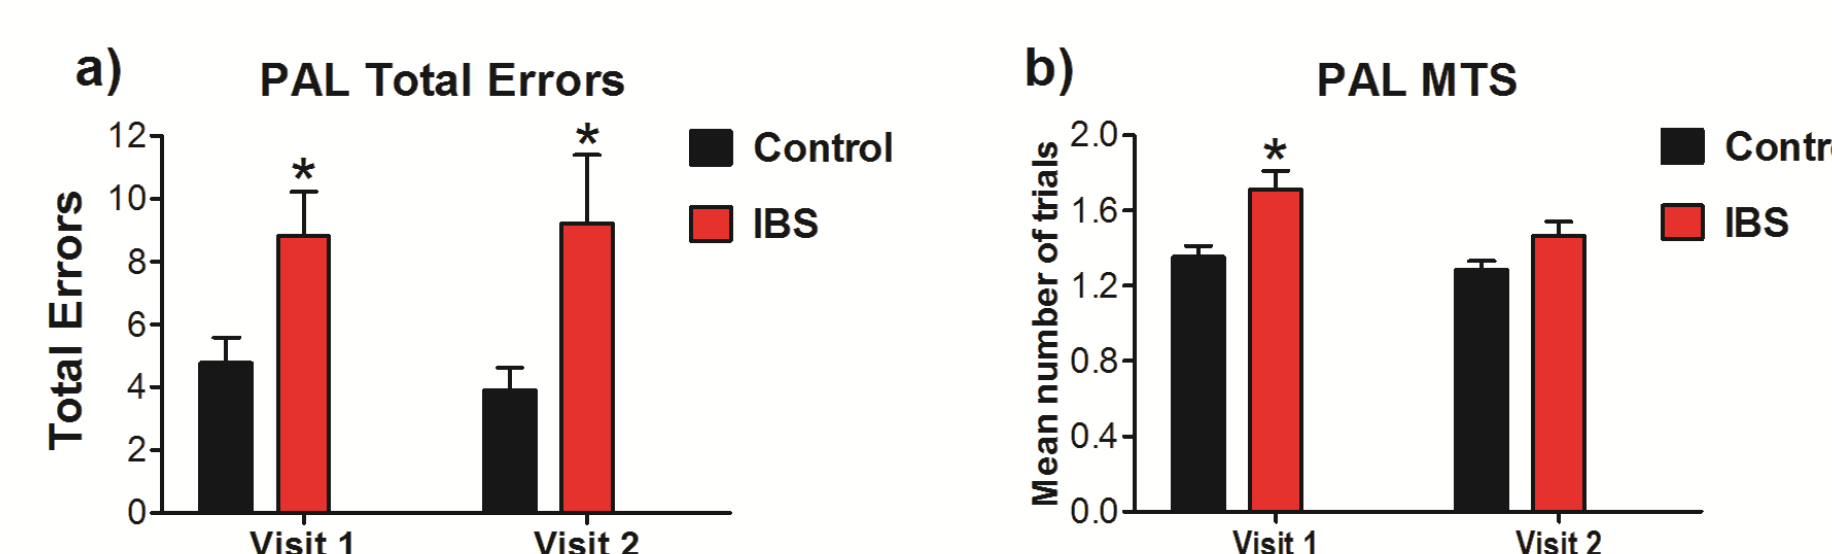 a)
PAL Total Errors
*
*
12
10
8
6
4
2
0
Total Errors
Control
IBS
Visit 1
Visit 2
b)
PAL MTS
*
2.0
1.6
1.2
0.8
0.4
0.0
Mean number of trials
Contr
IBS
Visit 1
Visit 2